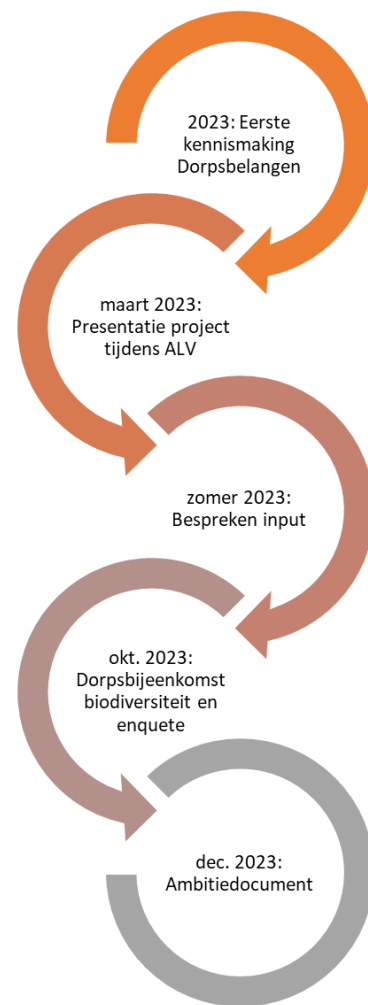 2023: Eerste
kennismaking
Dorpsbelangen
maart 2023:
Presentatie project
tijdens ALV
zomer 2023:
Bespreken input
okt. 2023:
Dorpsbijeenkomst
biodiversiteit en
enquete
dec. 2023:
Ambitiedocument